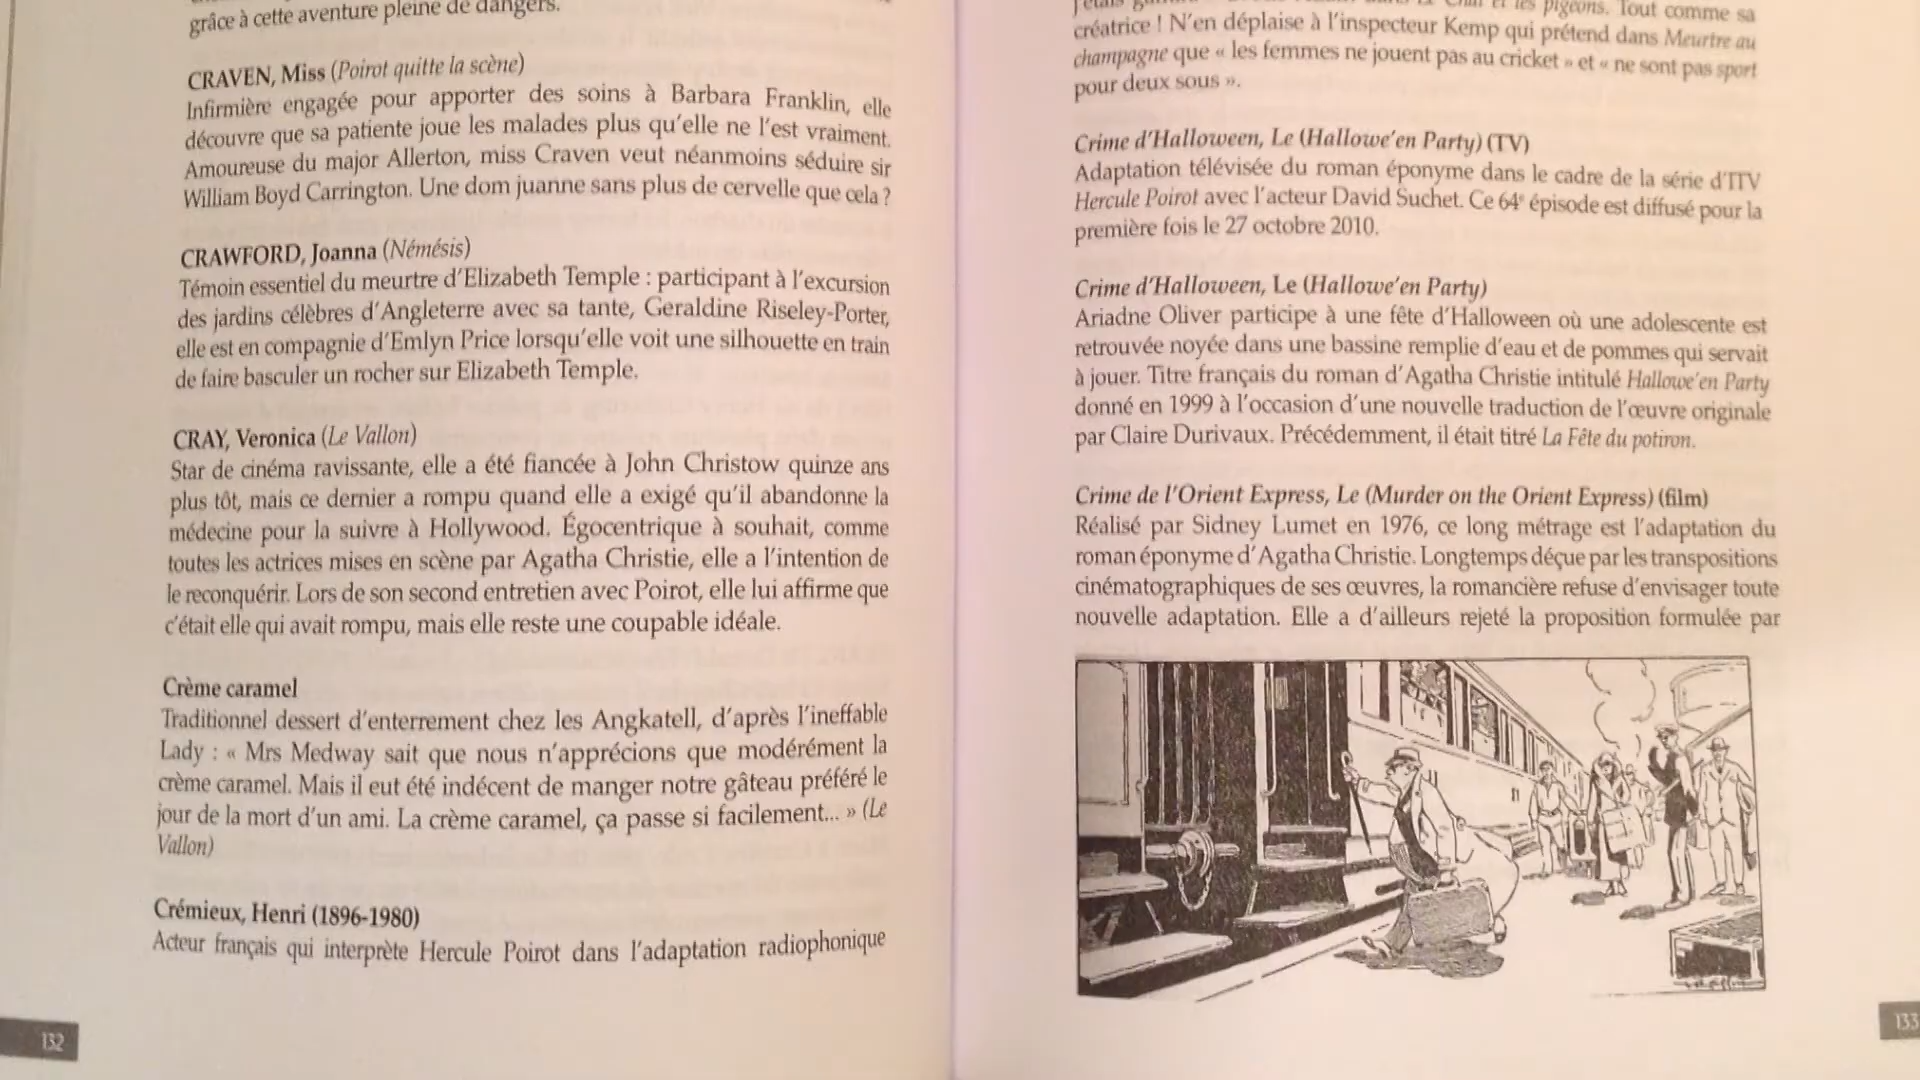 grâce à cette aventure pleine de dangers.
CRAVEN, Miss (Poirot quitte la scène)
Infirmière engagée pour apporter des soins à Barbara Franklin, elle
découvre que sa patiente joue les malades plus qu'elle ne l'est vraiment.
Amoureuse du major Allerton, miss Craven veut néanmoins séduire sir
William Boyd Carrington. Une dom juanne sans plus de cervelle que cela ?
CRAWFORD, Joanna (Némésis)
Témoin essentiel du meurtre d'Elizabeth Temple : participant à l'excursion
des jardins célèbres d'Angleterre avec sa tante, Geraldine Riseley-Porter,
elle est en compagnie d'Emlyn Price lorsqu'elle voit une silhouette en train
de faire basculer un rocher sur Elizabeth Temple.
CRAY, Veronica (Le Vallon)
Star de cinéma ravissante, elle a été fiancée à John Christow quinze ans
plus tôt, mais ce dernier a rompu quand elle a exigé qu'il abandonne la
médecine pour la suivre à Hollywood. Égocentrique à souhait, comme
toutes les actrices mises en scène par Agatha Christie, elle a l'intention de
le reconquérir. Lors de son second entretien avec Poirot, elle lui affirme que
c'était elle qui avait rompu, mais elle reste une coupable idéale.
Crème caramel
Traditionnel dessert d'enterrement chez les Angkatell, d'après l'ineffable
Lady : « Mrs Medway sait que nous n'apprécions que modérément la
crème caramel. Mais il eut été indécent de manger notre gâteau préféré le
jour de la mort d'un ami. La crème caramel, ça passe si facilement... » (Le
Vallon)
Crémieux, Henri (1896-1980)
Acteur français qui interprète Hercule Poirot dans l'adaptation radiophonique
132
et les pigeons. Tout comme sa
créatrice ! N'en déplaise à l'inspecteur Kemp qui prétend dans Meurtre au
champagne que « les femmes ne jouent pas au cricket » et « ne sont pas sport
pour deux sous ».
Crime d'Halloween, Le (Hallowe'en Party) (TV)
Adaptation télévisée du roman éponyme dans le cadre de la série d'ITV
Hercule Poirot avec l'acteur David Suchet. Ce 64e épisode est diffusé pour la
première fois le 27 octobre 2010.
Crime d'Halloween, Le (Hallowe'en Party)
Ariadne Oliver participe à une fête d'Halloween où une adolescente est
retrouvée noyée dans une bassine remplie d'eau et de pommes qui servait
à jouer. Titre français du roman d'Agatha Christie intitulé Hallowe'en Party
donné en 1999 à l'occasion d'une nouvelle traduction de l'œuvre originale
par Claire Durivaux. Précédemment, il était titré La Fête du potiron.
Crime de l'Orient Express, Le (Murder on the Orient Express) (film)
Réalisé par Sidney Lumet en 1976, ce long métrage est l'adaptation du
roman éponyme d'Agatha Christie. Longtemps déçue par les transpositions
cinématographiques de ses œuvres, la romancière refuse d'envisager toute
nouvelle adaptation. Elle a d'ailleurs rejeté la proposition formulée par
133